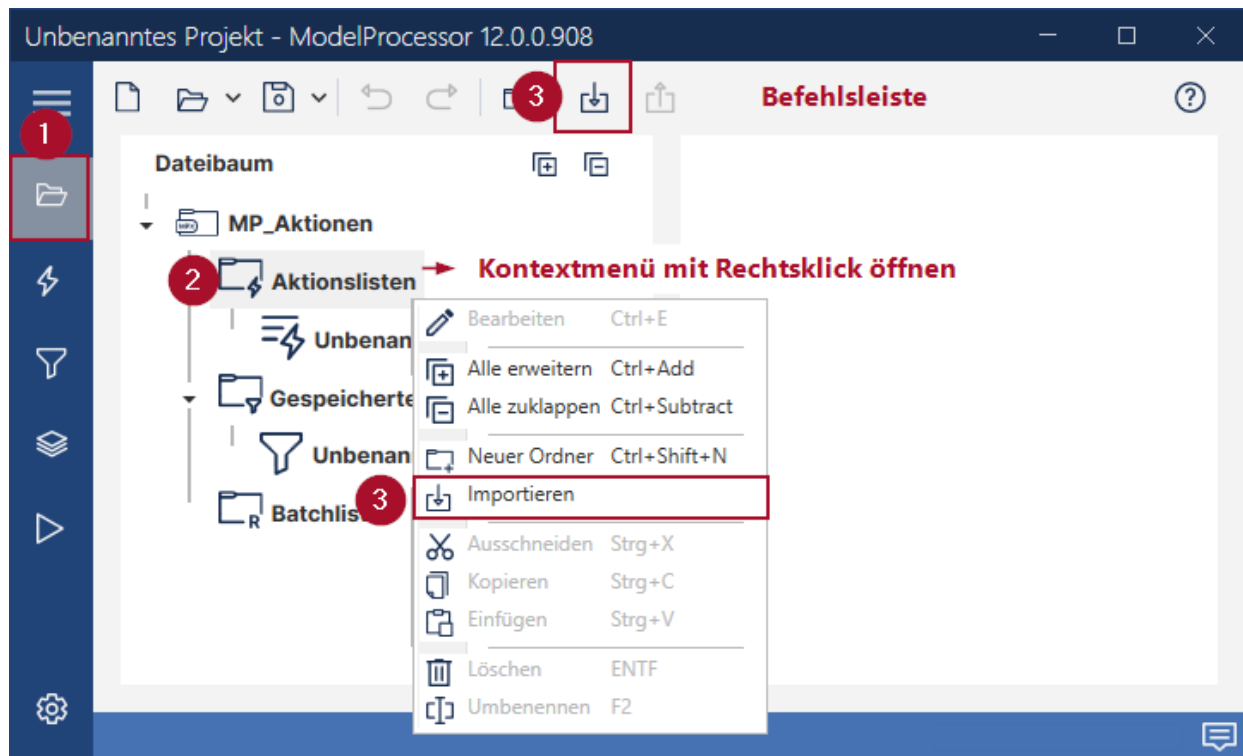 Unbenanntes Projekt - ModelProcessor 12.0.0.908
3
Befehlsleiste
1
Dateibaum
MP_Aktionen
2 Aktionslisten
Kontextmenü mit Rechtsklick öffnen
Bearbeiten Ctrl+E
Unbenan
Alle erweitern Ctrl+Add
Gespeicherte
Alle zuklappen Ctrl+Subtract
Unbenan
Neuer Ordner Ctrl+Shift+N
3
Importieren
R Batchlis
Ausschneiden Strg+X
Kopieren Strg+C
Einfügen Strg+V
Löschen ENTF
Umbenennen F2